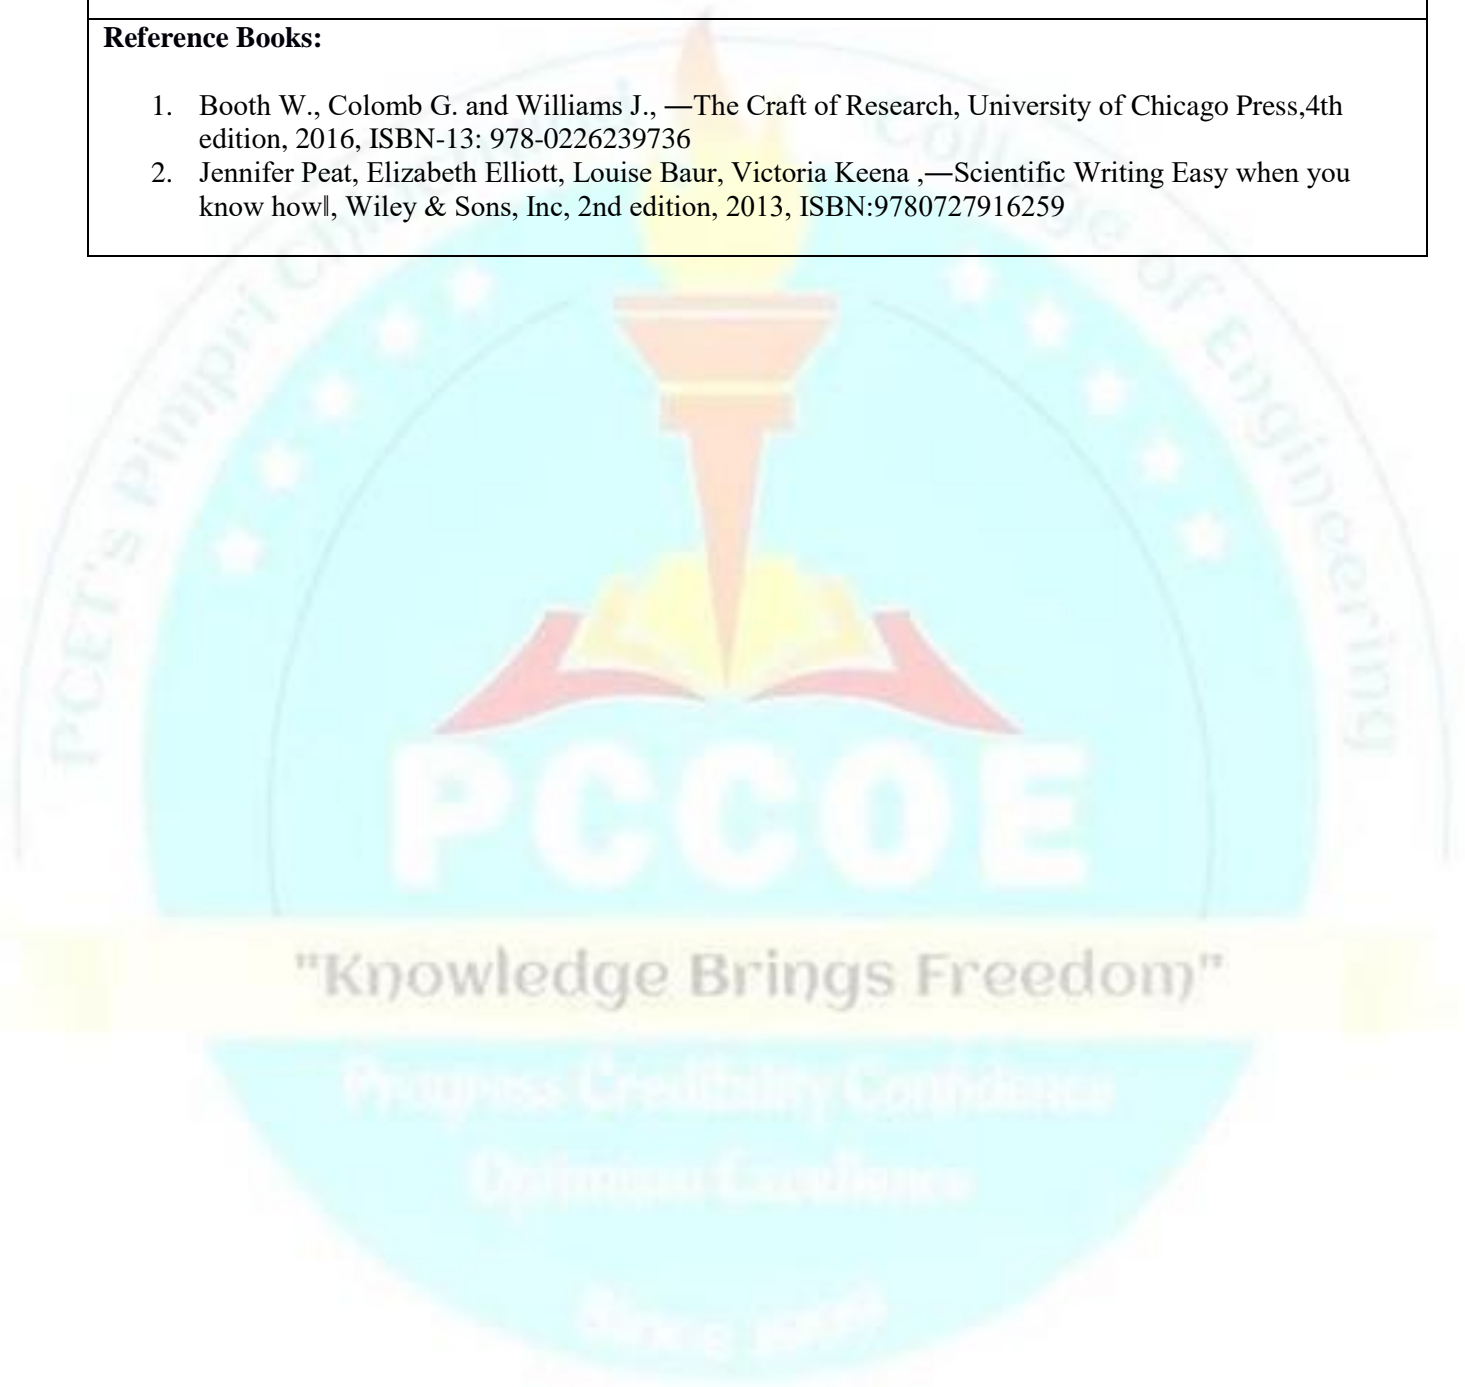 Reference Books:
1. Booth W., Colomb G. and Williams J., ―The Craft of Research, University of Chicago Press,4th
edition, 2016, ISBN-13: 978-0226239736
2. Jennifer Peat, Elizabeth Elliott, Louise Baur, Victoria Keena ,―Scientific Writing Easy when you
know how‖, Wiley & Sons, Inc, 2nd edition, 2013, ISBN:9780727916259
PCET's Pimpri Chinchwad College of Engineering
PCCOE
"Knowledge Brings Freedom"
Progress Credibility Confidence
Optimism Excellence
Since